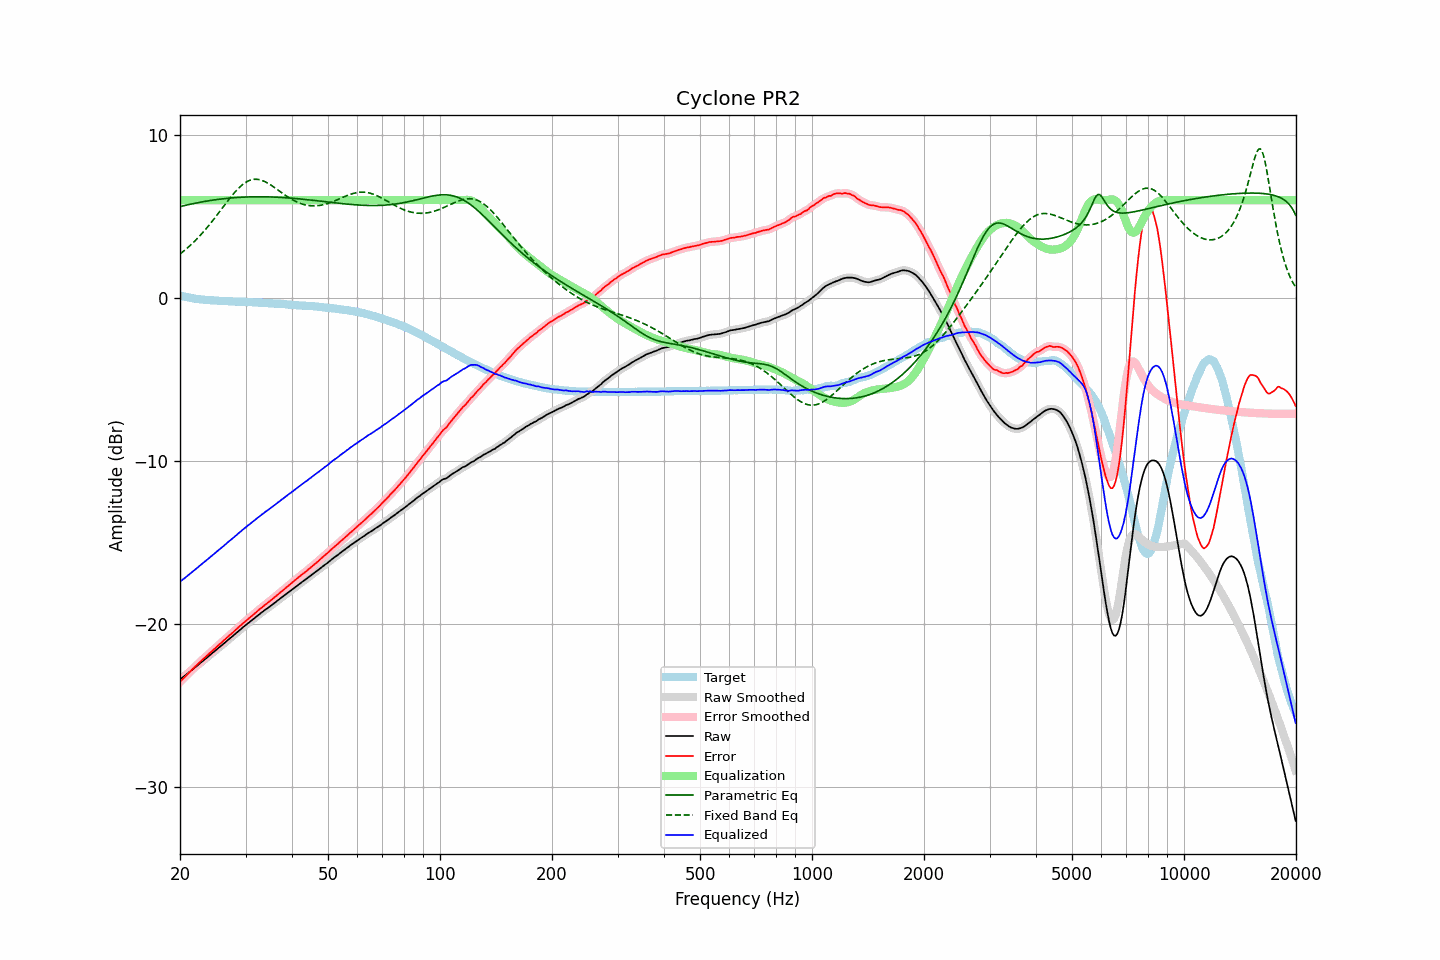 Cyclone PR2
10
0
−10
−20
−30
Amplitude (dBr)
Target
Raw Smoothed
Error Smoothed
Raw
Error
Equalization
Parametric Eq
Fixed Band Eq
Equalized
20 50 100 200 500 1000 2000 5000 10000 20000
Frequency (Hz)